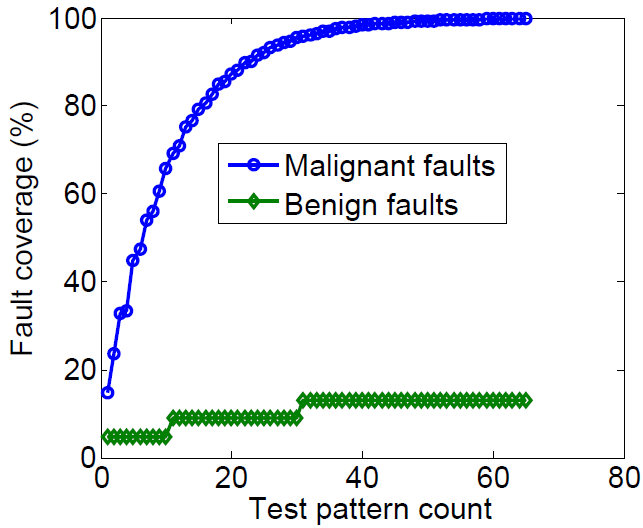 100
80
60
40
20
0
Fault coverage (%)
Malignant faults
Benign faults
0 20 40 60 80
Test pattern count